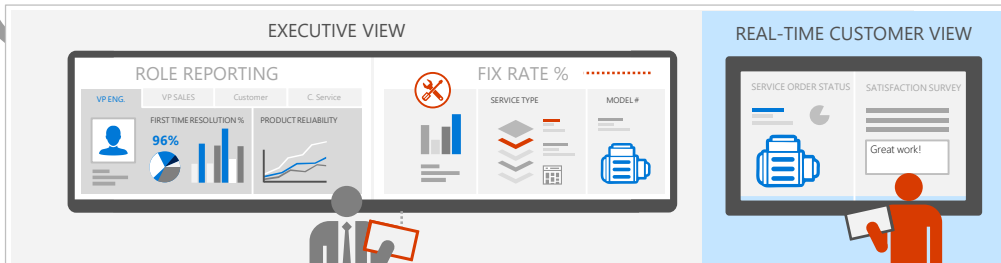 EXECUTIVE VIEW
ROLE REPORTING
VP ENG.
VP SALES
Customer
C. Service
FIRST TIME RESOLUTION %
96%
PRODUCT RELIABILITY
FIX RATE %
SERVICE TYPE
MODEL #
REAL-TIME CUSTOMER VIEW
SERVICE ORDER STATUS
SATISFACTION SURVEY
Great work!